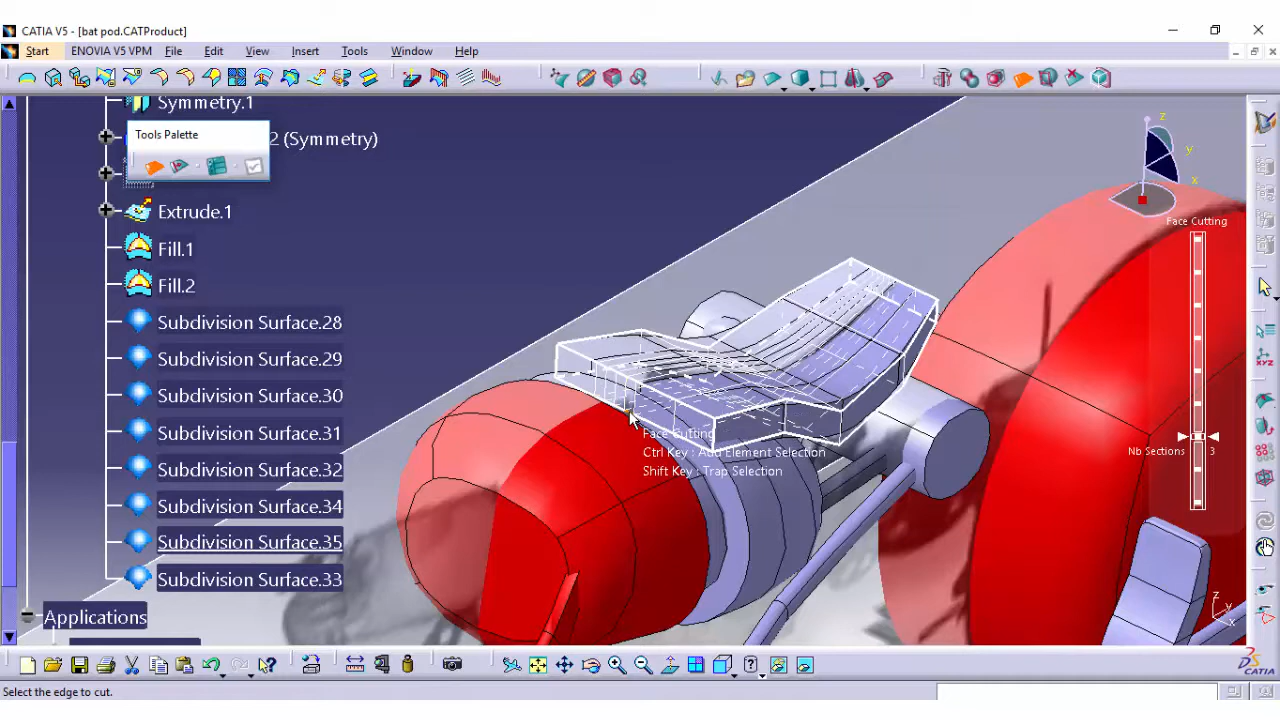 CATIA V5 - [bat pod.CATProduct]
Start ENOVIA V5 VPM File Edit View Insert Tools Window Help
Symmetry.1
Tools Palette
2 (Symmetry)
Extrude.1
Fill.1
Fill.2
Subdivision Surface.28
Subdivision Surface.29
Subdivision Surface.30
Subdivision Surface.31
Subdivision Surface.32
Subdivision Surface.34
Subdivision Surface.35
Subdivision Surface.33
Applications
z
y
x
Face Cutting
Nb Sections 3
Face Cutting
Ctrl Key : Add Element Selection
Shift Key : Trap Selection
z
y
x
CATIA
Select the edge to cut.